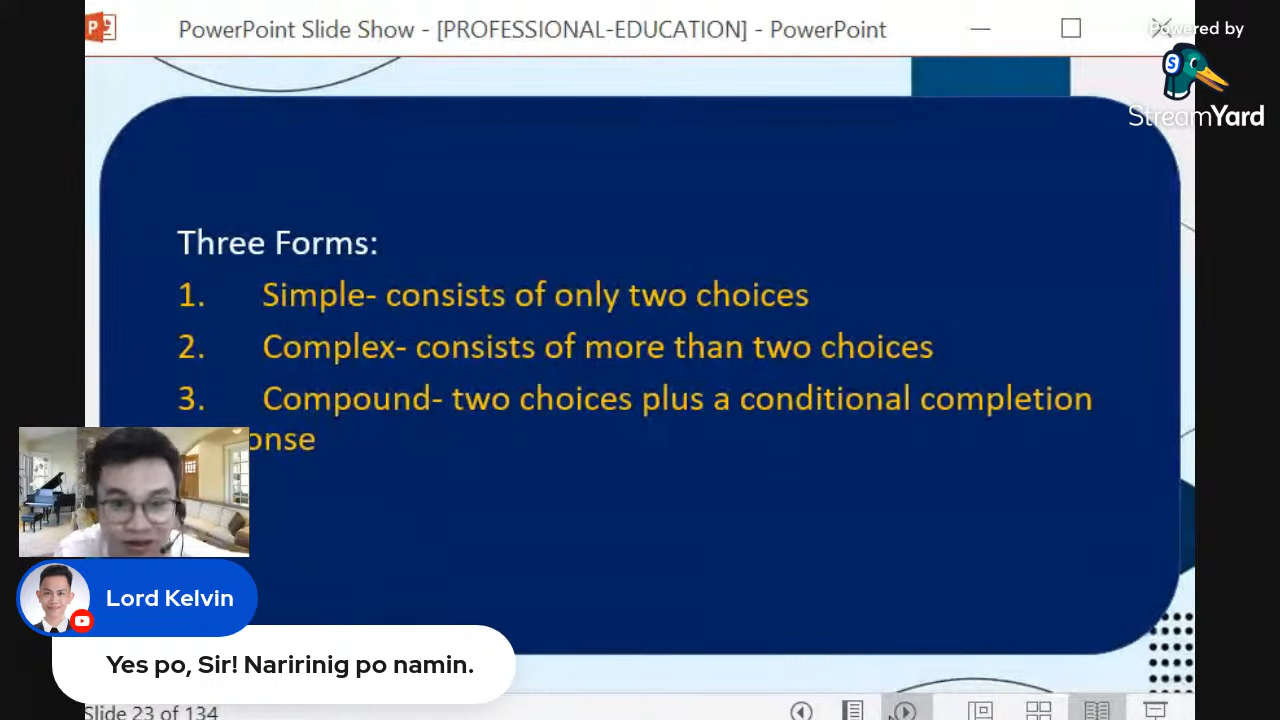 PowerPoint Slide Show - [PROFESSIONAL-EDUCATION] - PowerPoint
Powered by
StreamYard
Three Forms:
1. Simple- consists of only two choices
2. Complex- consists of more than two choices
3. Compound- two choices plus a conditional completion
onse
Lord Kelvin
Yes po, Sir! Naririnig po namin.
Slide 23 of 134